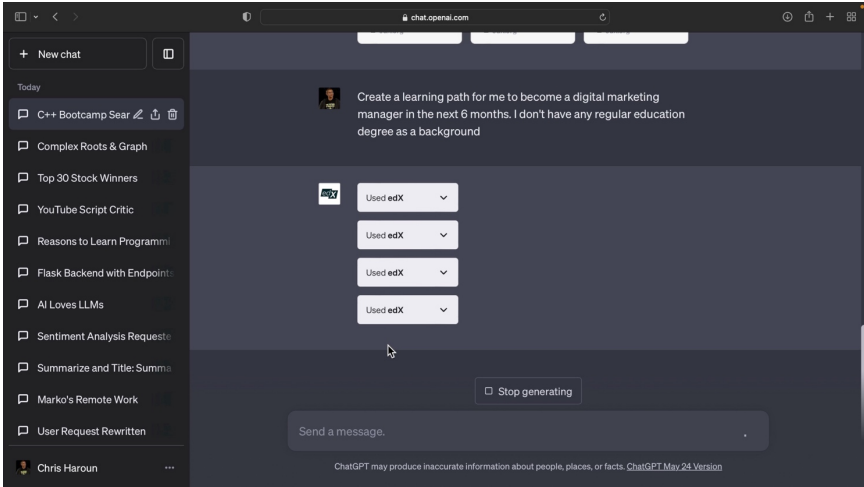 chat.openai.com
New chat
Today
C++ Bootcamp Sear
Complex Roots & Graph
Top 30 Stock Winners
YouTube Script Critic
Reasons to Learn Programmi
Flask Backend with Endpoints
AI Loves LLMs
Sentiment Analysis Requeste
Summarize and Title: Summa
Marko's Remote Work
User Request Rewritten
Chris Haroun
Create a learning path for me to become a digital marketing
manager in the next 6 months. I don't have any regular education
degree as a background
edX
Used edX
Used edX
Used edX
Used edX
Stop generating
Send a message.
ChatGPT may produce inaccurate information about people, places, or facts. ChatGPT May 24 Version